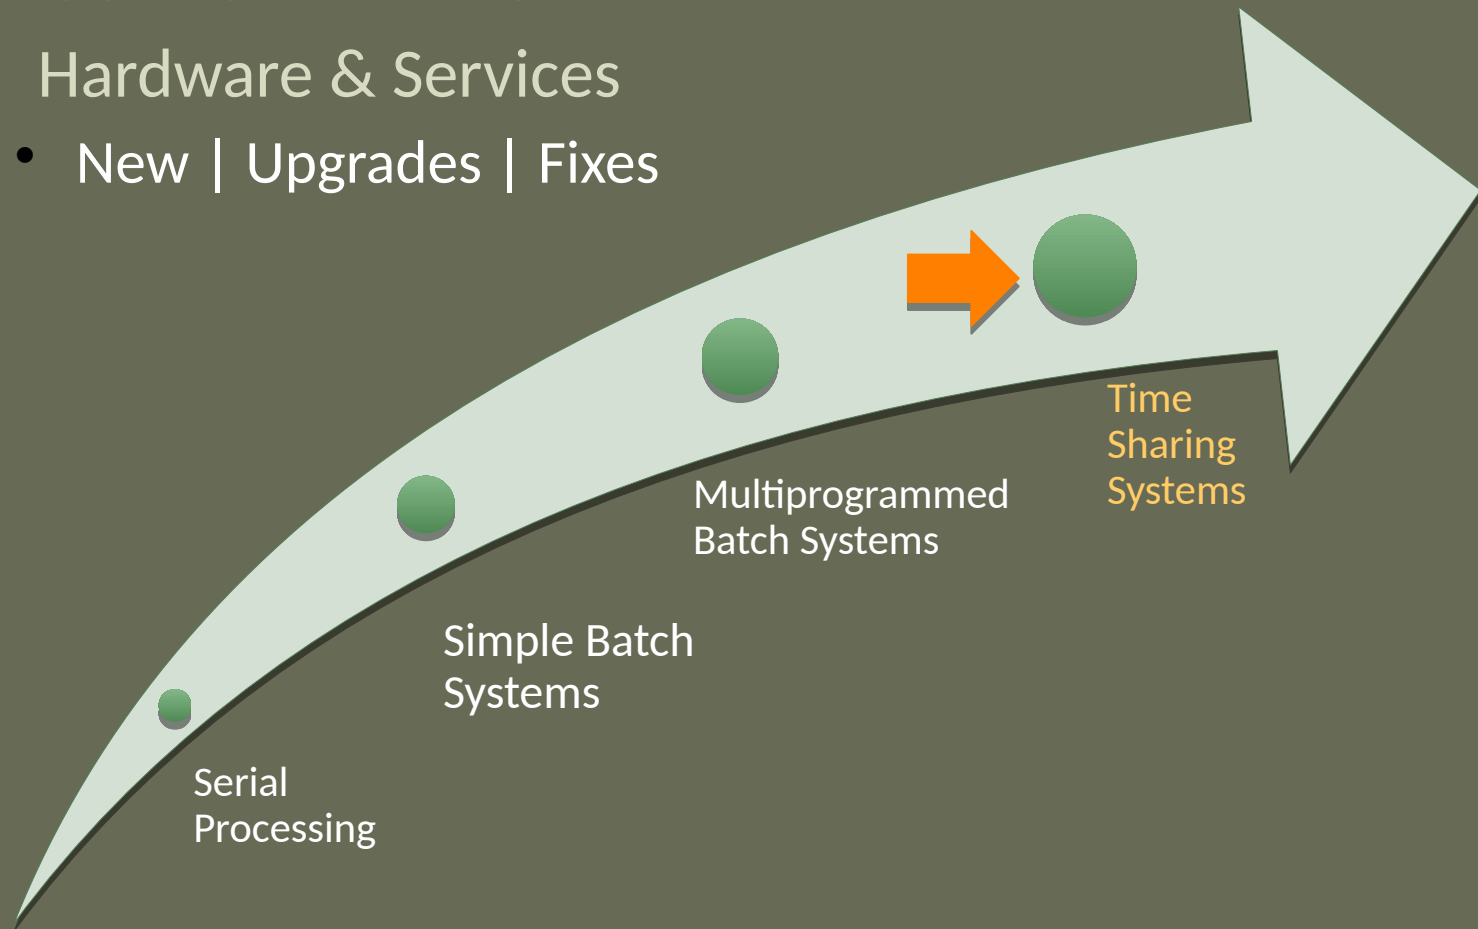 Hardware & Services
• New | Upgrades | Fixes
Time
Sharing
Systems
Multiprogrammed
Batch Systems
Simple Batch
Systems
Serial
Processing